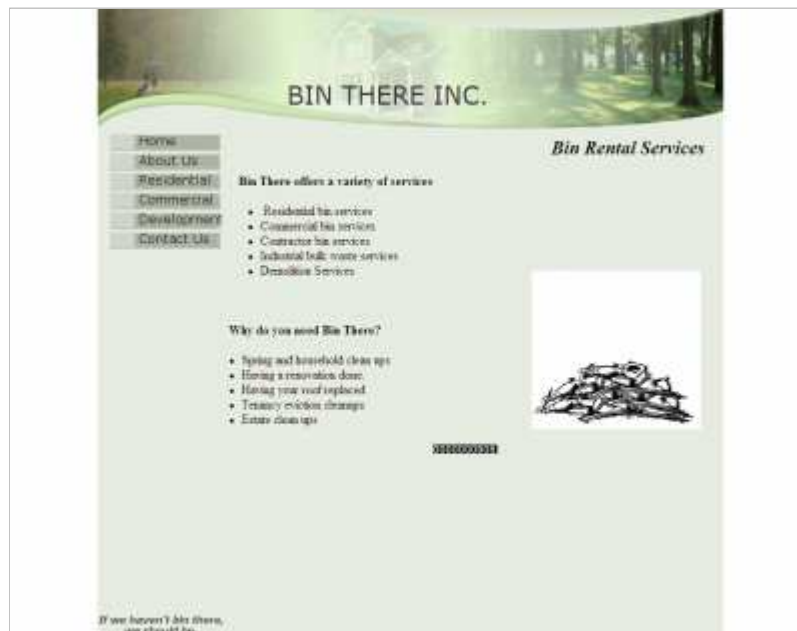 BIN THERE INC.
Home
About Us
Residential
Commercial
Development
Contact Us
Bin Rental Services
Bin There offers a variety of services
Residential bin services
Commercial bin services
Contractor bin services
Industrial bulk waste services
Demolition Services
Why do you need Bin There?
Spring and household clean ups
Having a renovation done
Having your roof replaced
Tenancy eviction cleanups
Estate clean ups
If we haven't bin there,
we should be